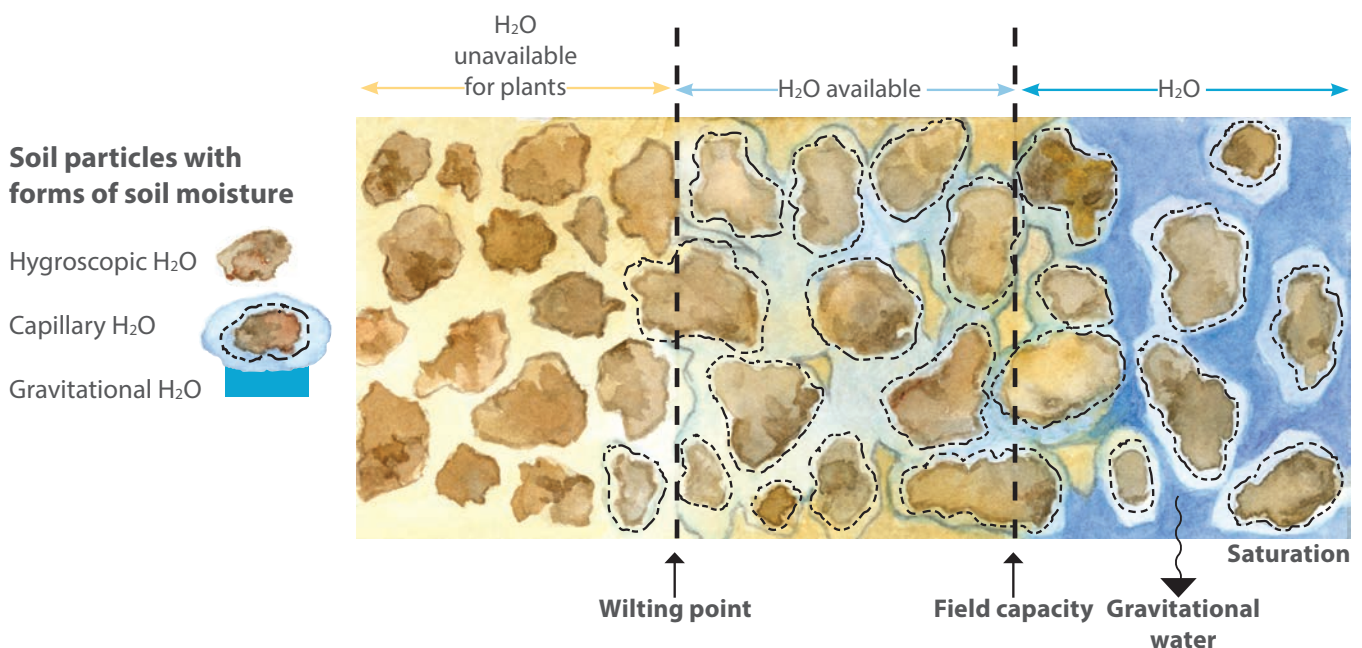 H₂O
unavailable
for plants
H₂O available
H₂O
Soil particles with
forms of soil moisture
Hygroscopic H₂O
Capillary H₂O
Gravitational H₂O
Saturation
Wilting point
Field capacity
Gravitational
water